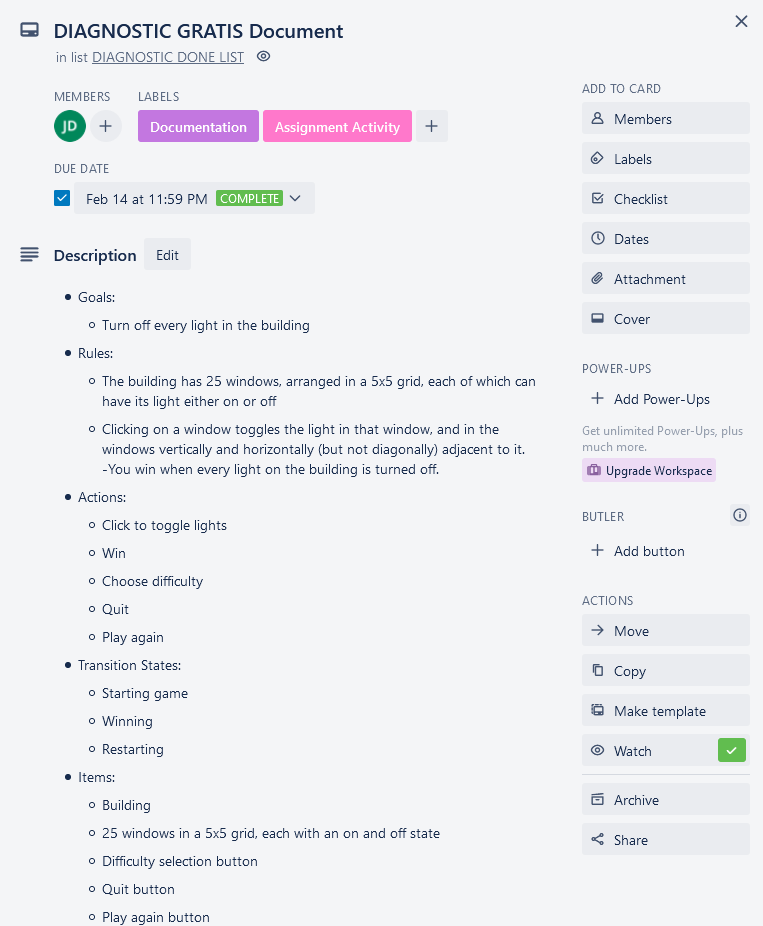 DIAGNOSTIC GRATIS Document
in list DIAGNOSTIC DONE LIST
MEMBERS
JD
LABELS
Documentation
Assignment Activity
DUE DATE
Feb 14 at 11:59 PM COMPLETE
Description Edit
Goals:
Turn off every light in the building
Rules:
The building has 25 windows, arranged in a 5x5 grid, each of which can
have its light either on or off
Clicking on a window toggles the light in that window, and in the
windows vertically and horizontally (but not diagonally) adjacent to it.
-You win when every light on the building is turned off.
Actions:
Click to toggle lights
Win
Choose difficulty
Quit
Play again
Transition States:
Starting game
Winning
Restarting
Items:
Building
25 windows in a 5x5 grid, each with an on and off state
Difficulty selection button
Quit button
Play again button
ADD TO CARD
Members
Labels
Checklist
Dates
Attachment
Cover
POWER-UPS
Add Power-Ups
Get unlimited Power-Ups, plus
much more.
Upgrade Workspace
BUTLER
Add button
ACTIONS
Move
Copy
Make template
Watch
Archive
Share